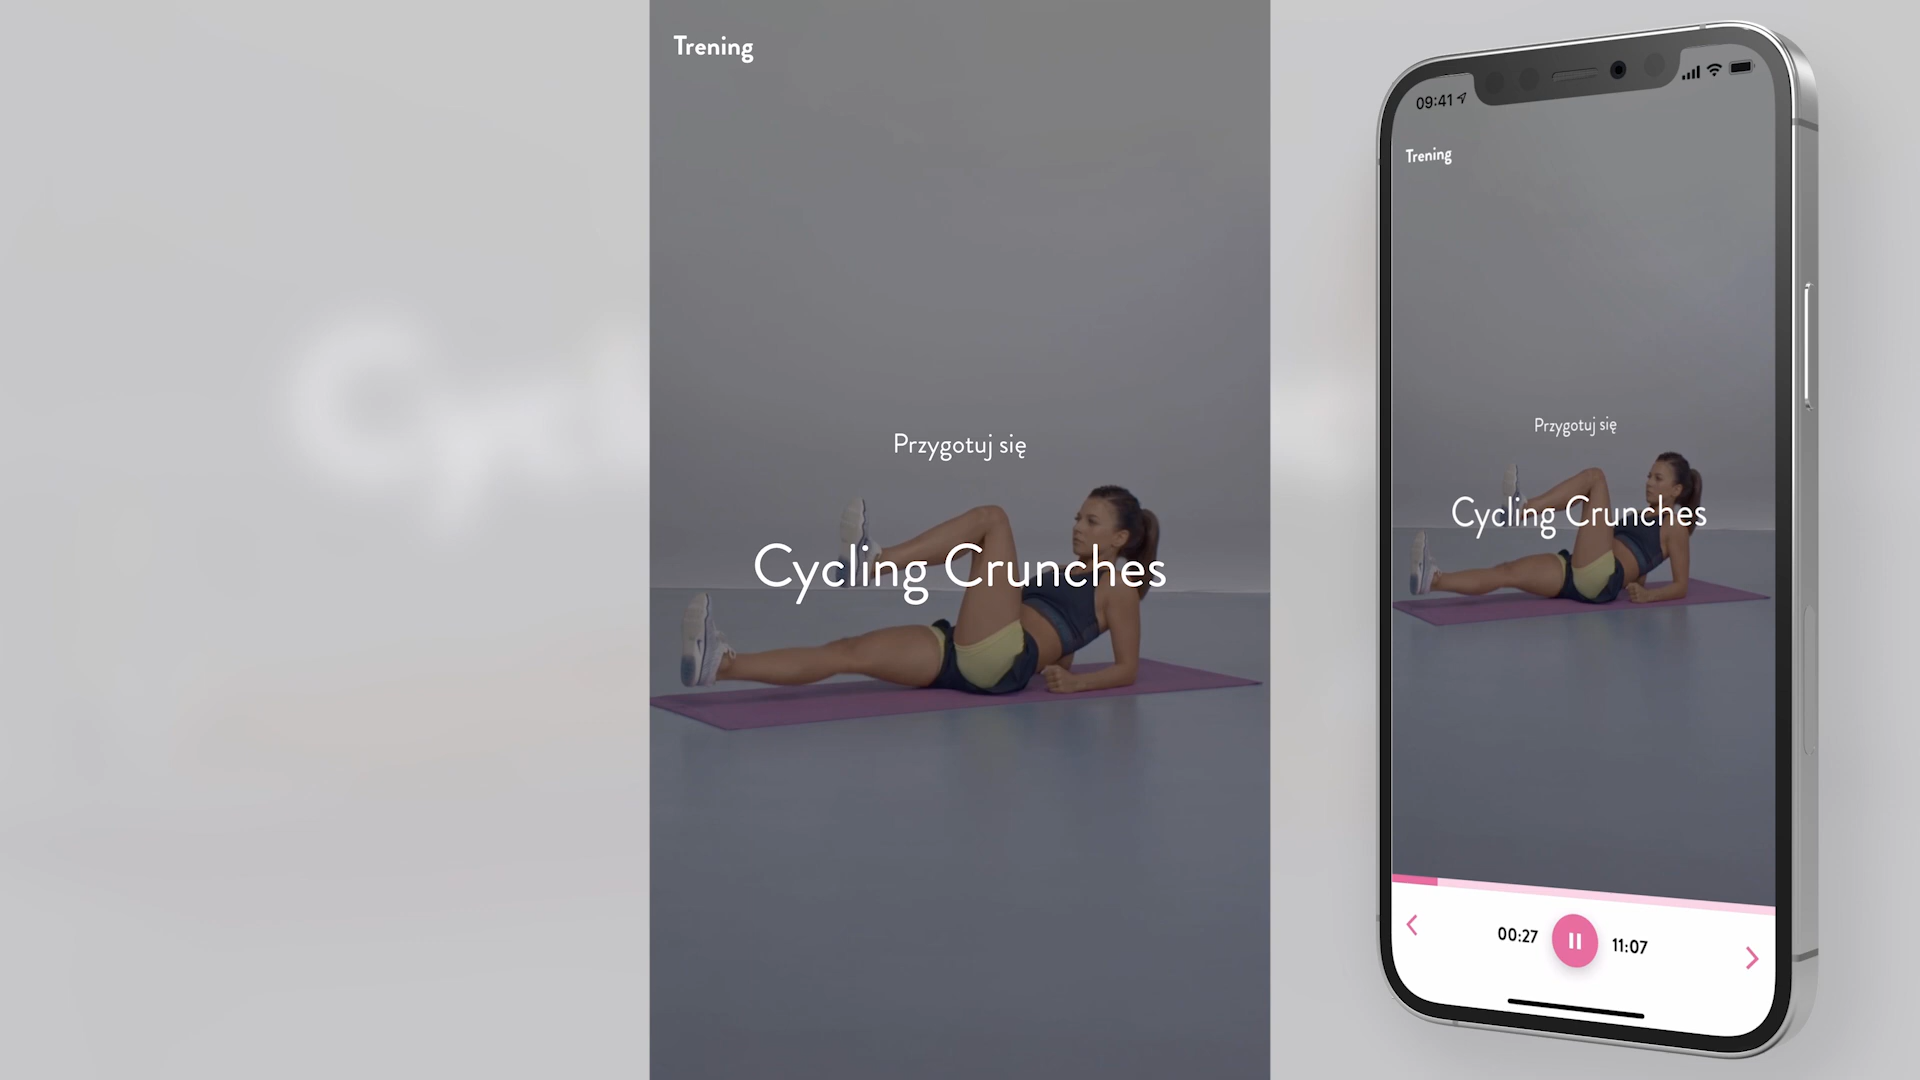 Trening
Przygotuj się
Cycling Crunches
09:41
Trening
Przygotuj się
Cycling Crunches
00:27
11:07